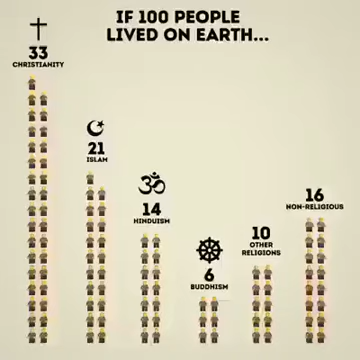 IF 100 PEOPLE
LIVED ON EARTH...
33
CHRISTIANITY
21
ISLAM
14
HINDUISM
6
BUDDHISM
10
OTHER
RELIGIONS
16
NON-RELIGIOUS